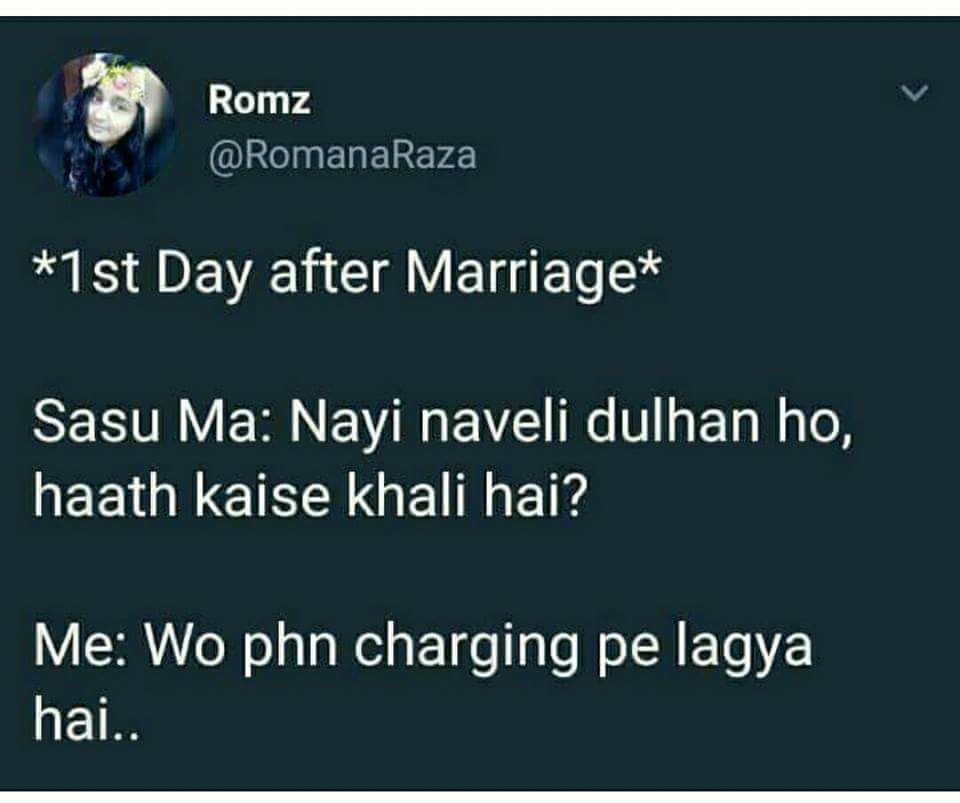 Romz
@RomanaRaza
*1st Day after Marriage*
Sasu Ma: Nayi naveli dulhan ho,
haath kaise khali hai?
Me: Wo phn charging pe lagya
hai..